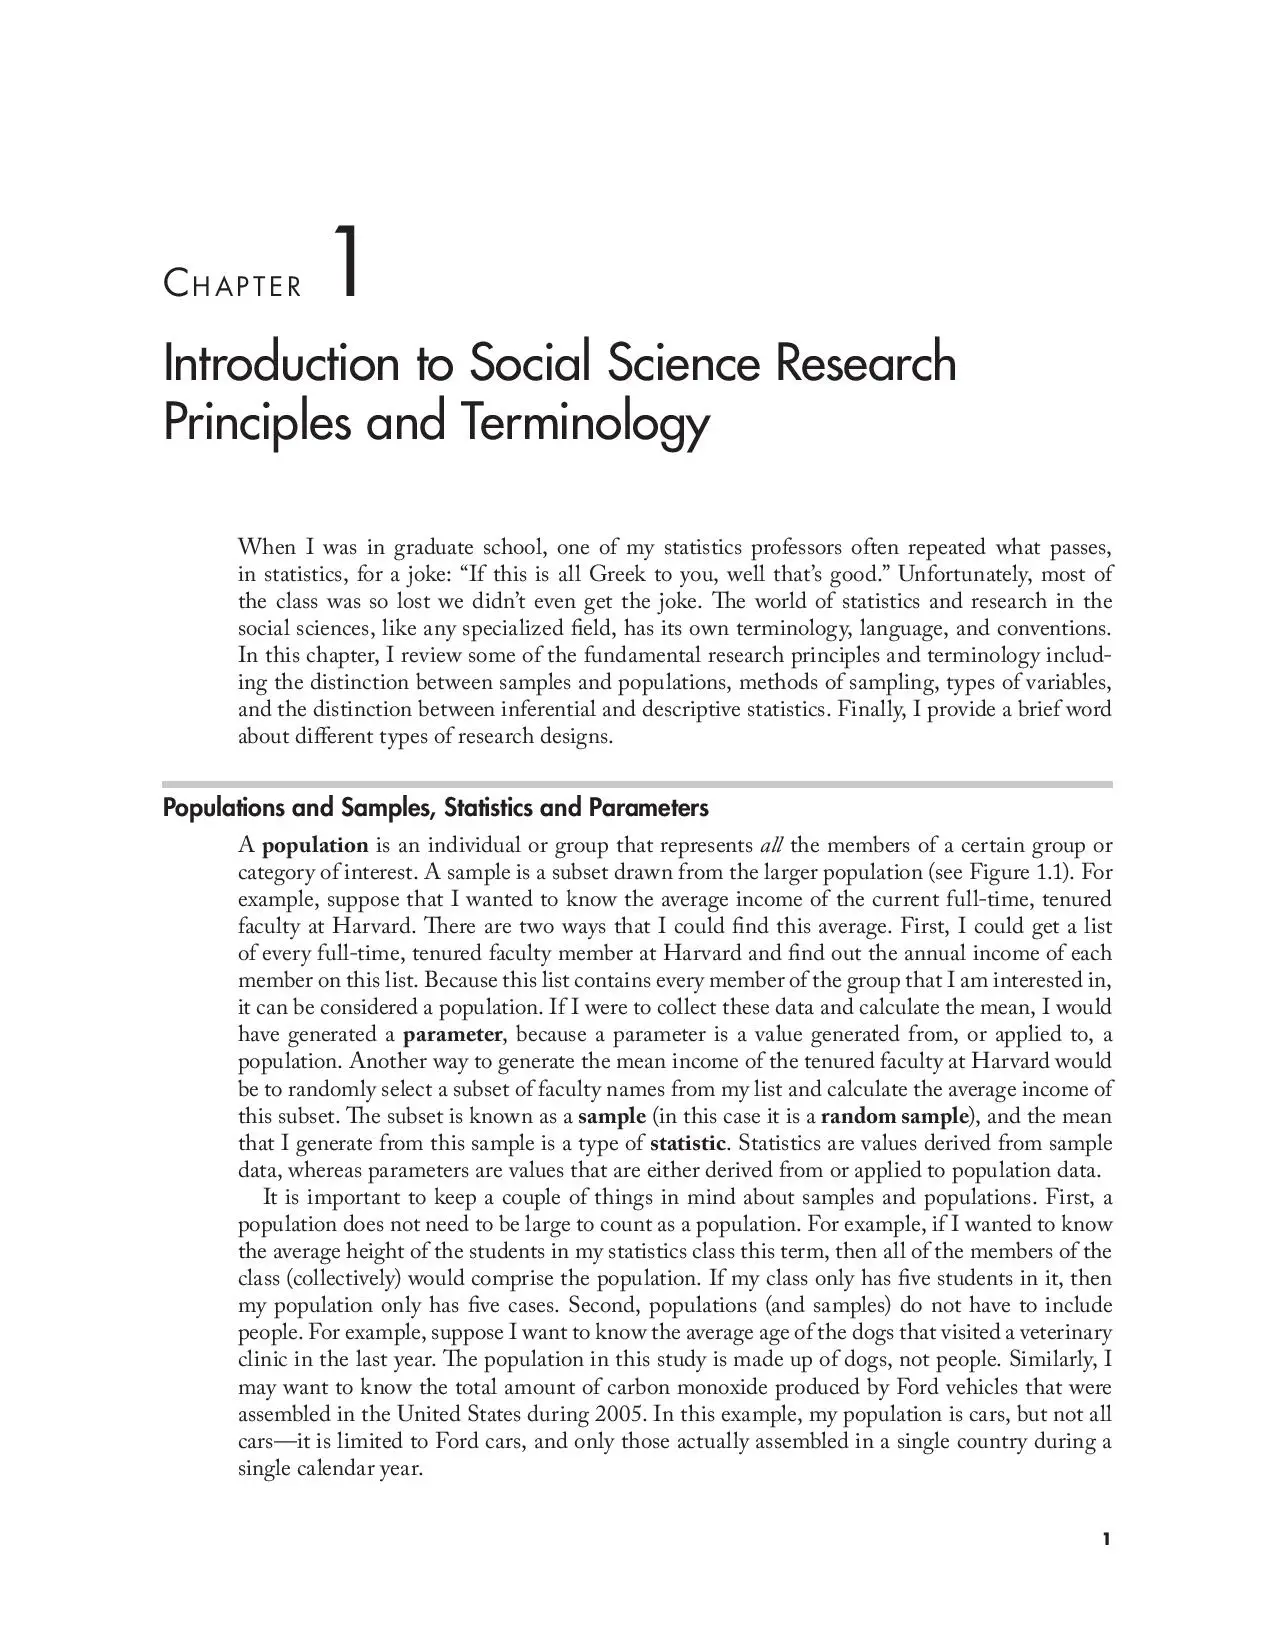 CHAPTER 1
Introduction to Social Science Research
Principles and Terminology
When I was in graduate school, one of my statistics professors often repeated what passes,
in statistics, for a joke: “If this is all Greek to you, well that’s good.” Unfortunately, most of
the class was so lost we didn’t even get the joke. The world of statistics and research in the
social sciences, like any specialized field, has its own terminology, language, and conventions.
In this chapter, I review some of the fundamental research principles and terminology includ-
ing the distinction between samples and populations, methods of sampling, types of variables,
and the distinction between inferential and descriptive statistics. Finally, I provide a brief word
about different types of research designs.
Populations and Samples, Statistics and Parameters
A population is an individual or group that represents all the members of a certain group or
category of interest. A sample is a subset drawn from the larger population (see Figure 1.1). For
example, suppose that I wanted to know the average income of the current full-time, tenured
faculty at Harvard. There are two ways that I could find this average. First, I could get a list
of every full-time, tenured faculty member at Harvard and find out the annual income of each
member on this list. Because this list contains every member of the group that I am interested in,
it can be considered a population. If I were to collect these data and calculate the mean, I would
have generated a parameter, because a parameter is a value generated from, or applied to, a
population. Another way to generate the mean income of the tenured faculty at Harvard would
be to randomly select a subset of faculty names from my list and calculate the average income of
this subset. The subset is known as a sample (in this case it is a random sample), and the mean
that I generate from this sample is a type of statistic. Statistics are values derived from sample
data, whereas parameters are values that are either derived from or applied to population data.
It is important to keep a couple of things in mind about samples and populations. First, a
population does not need to be large to count as a population. For example, if I wanted to know
the average height of the students in my statistics class this term, then all of the members of the
class (collectively) would comprise the population. If my class only has five students in it, then
my population only has five cases. Second, populations (and samples) do not have to include
people. For example, suppose I want to know the average age of the dogs that visited a veterinary
clinic in the last year. The population in this study is made up of dogs, not people. Similarly, I
may want to know the total amount of carbon monoxide produced by Ford vehicles that were
assembled in the United States during 2005. In this example, my population is cars, but not all
cars—it is limited to Ford cars, and only those actually assembled in a single country during a
single calendar year.
1